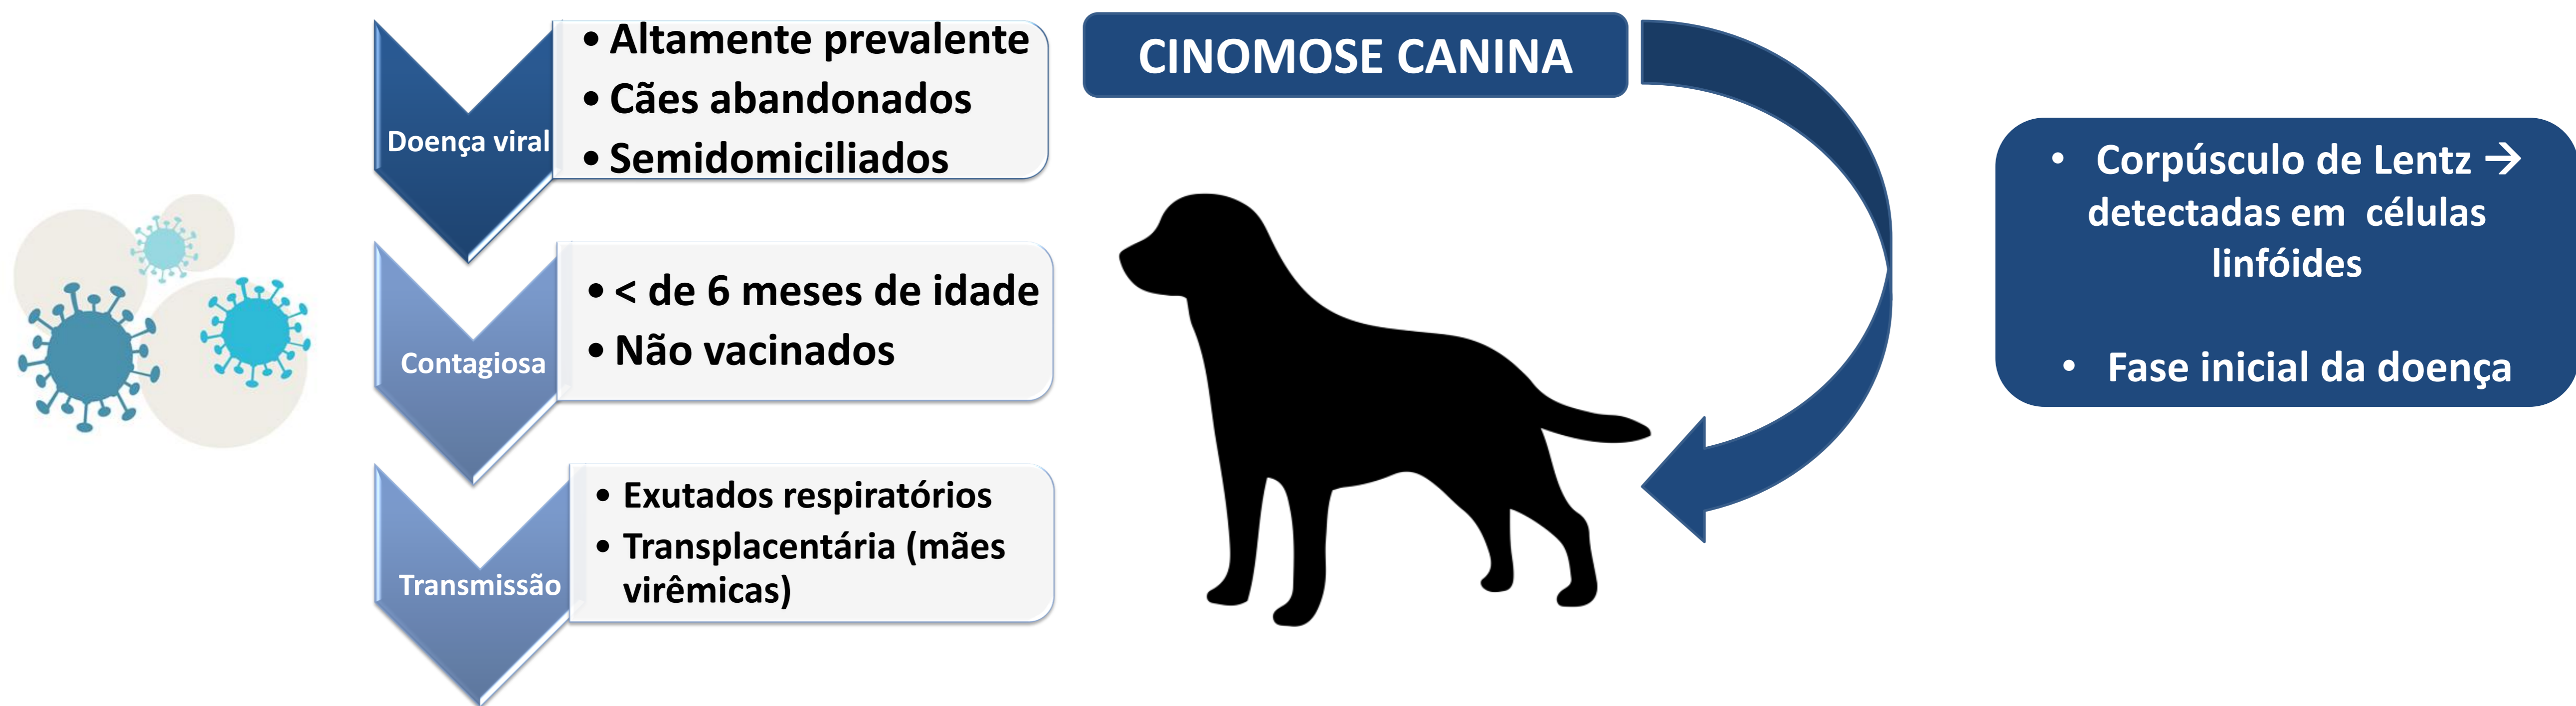 Doença viral
• Altamente prevalente
• Cães abandonados
• Semidomiciliados
Contagiosa
• < de 6 meses de idade
• Não vacinados
Transmissão
• Exutados respiratórios
• Transplacentária (mães
virêmicas)
CINOMOSE CANINA
• Corpúsculo de Lentz →
detectadas em células
linfóides
• Fase inicial da doença